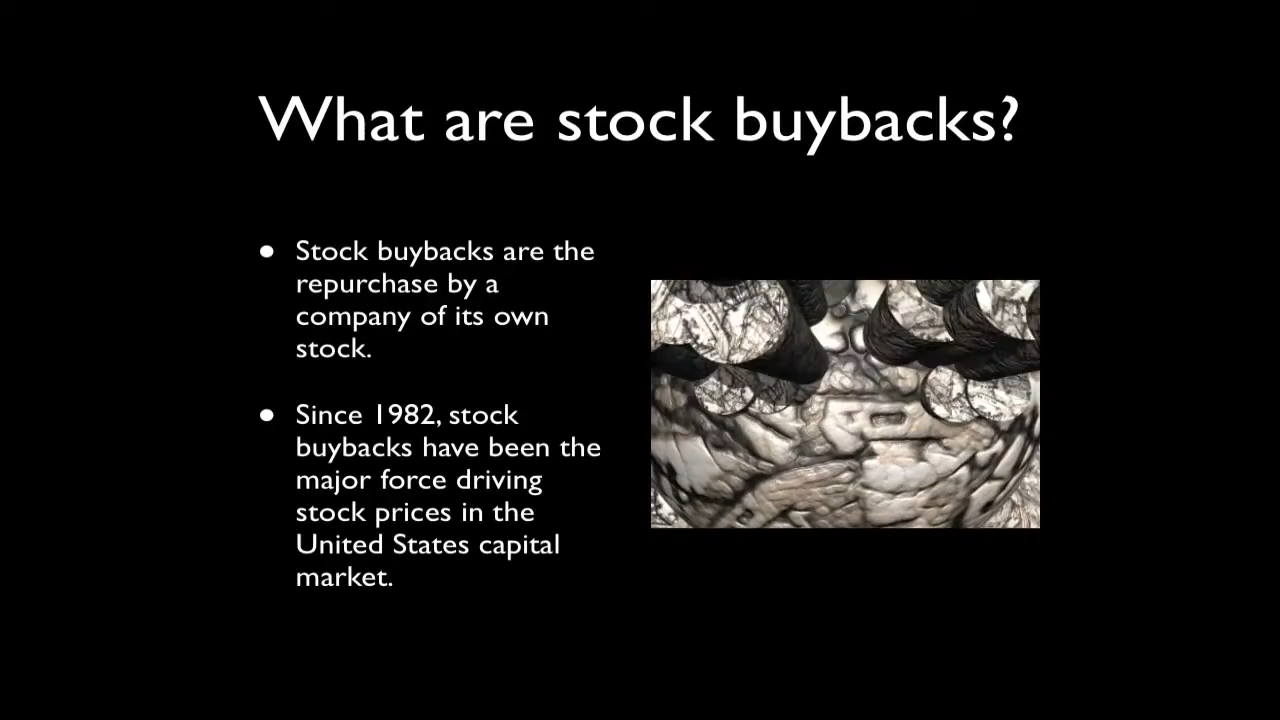 What are stock buybacks?
● Stock buybacks are the
repurchase by a
company of its own
stock.
● Since 1982, stock
buybacks have been the
major force driving
stock prices in the
United States capital
market.